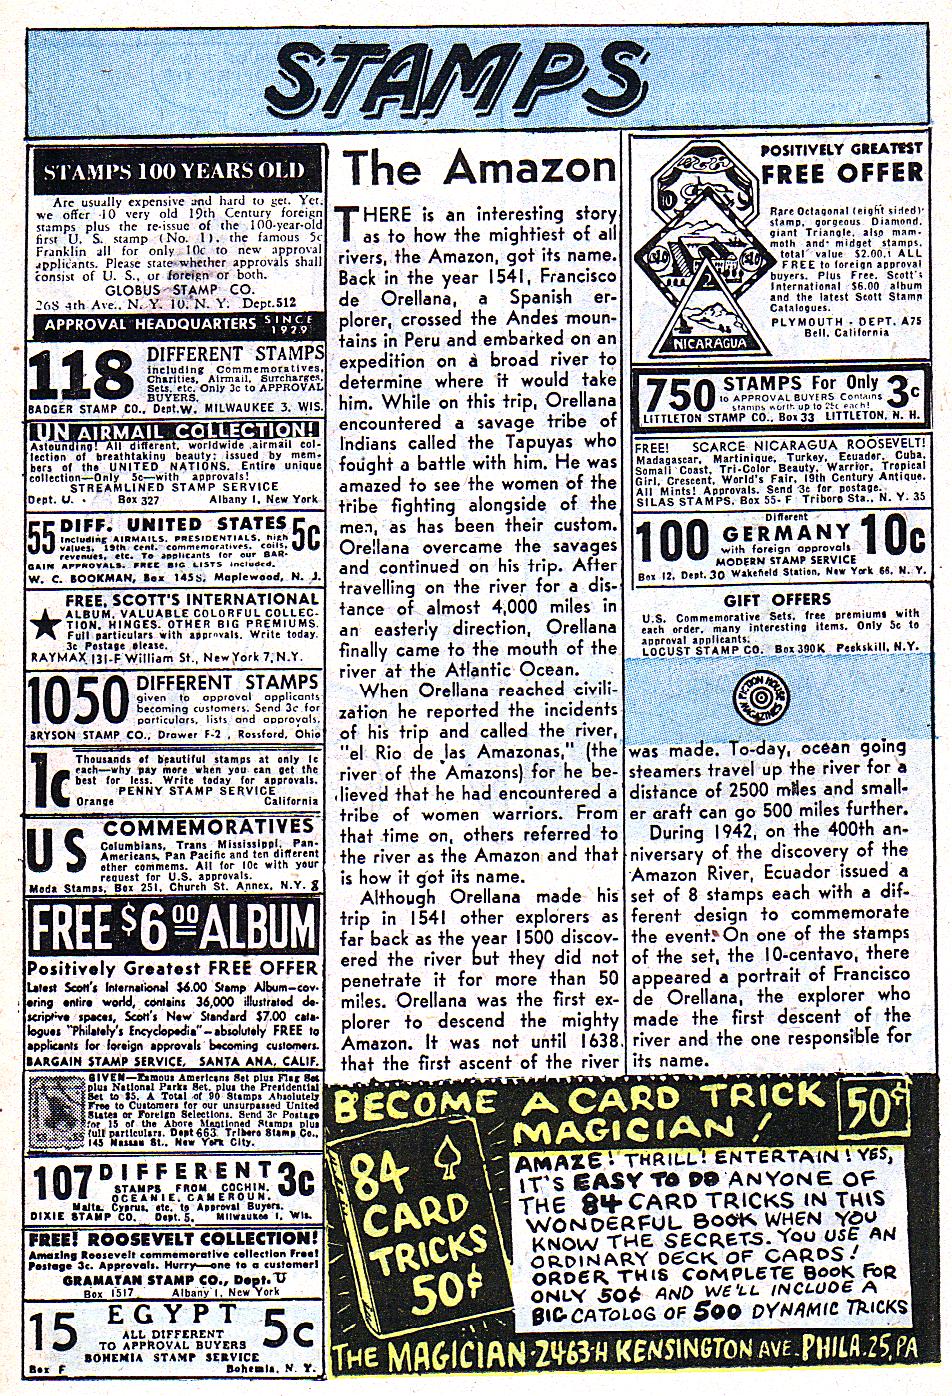 STAMPS
STAMPS 100 YEARS OLD
Are usually expensive and hard to get. Yet,
we offer 10 very old 19th Century foreign
stamps plus the re-issue of the 100-year-old
first U. S. stamp (No. 1), the famous 5c
Franklin all for only 10c to new approval
applicants. Please state whether approvals shall
consist of U. S. or foreign or both.
GLOBUS STAMP CO.
268 4th Ave., N. Y. 10, N. Y. Dept. 512
APPROVAL HEADQUARTERS SINCE 1929
118
DIFFERENT STAMPS
including Commemoratives,
Charities, Airmail, Surcharges,
Sets, etc. Only 3c to APPROVAL
BUYERS.
BADGER STAMP CO., Dept. W, MILWAUKEE 3, WIS.
UN AIRMAIL COLLECTION!
Astounding! All different, worldwide airmail col-
lection of breathtaking beauty; issued by mem-
bers of the UNITED NATIONS. Entire unique
collection—Only 5c—with approvals!
STREAMLINED STAMP SERVICE
Dept. U. Box 327 Albany 1, New York
55 DIFF. UNITED STATES 5c
Including AIRMAILS, PRESIDENTIALS, high
values, 19th cent. commemoratives, coils,
revenues, etc. To applicants for our BAR-
GAIN APPROVALS. FREE BIG LISTS included.
W. C. BOOKMAN, Box 145S, Maplewood, N. J.
FREE, SCOTT'S INTERNATIONAL
ALBUM, VALUABLE COLORFUL COLLEC-
TION, HINGES, OTHER BIG PREMIUMS.
Full particulars with approvals. Write today.
3c Postage please.
RAYMAX 131-F William St., New York 7, N.Y.
1050
DIFFERENT STAMPS
given to approval applicants
becoming customers. Send 3c for
particulars, lists and approvals.
BRYSON STAMP CO., Drawer F-2, Rossford, Ohio
1c
Thousands of beautiful stamps at only 1c
each—why pay more when you can get the
best for less. Write today for approvals.
PENNY STAMP SERVICE
Orange California
US
COMMEMORATIVES
Columbians, Trans Mississippi, Pan-
Americans, Pan Pacific and ten different
other commems. All for 10c with your
request for U.S. approvals.
Meda Stamps, Box 251, Church St. Annex, N.Y. 8
FREE $6.00 ALBUM
Positively Greatest FREE OFFER
Latest Scott's International $6.00 Stamp Album—cov-
ering entire world, contains 36,000 illustrated de-
scriptive spaces, Scott's New Standard $7.00 cata-
logues "Philately's Encyclopedia"—absolutely FREE to
applicants for foreign approvals becoming customers.
BARGAIN STAMP SERVICE, SANTA ANA, CALIF.
GIVEN—Famous Americans Set plus Flag Set
plus National Parks Set, plus the Presidential
Set to $5. A Total of 90 Stamps Absolutely
Free to Customers for our unsurpassed United
States or Foreign Selections. Send 3c Postage
for 15 of the Above Mentioned Stamps plus
full particulars. Dept 663, Tribors Stamp Co.,
145 Nassau St., New York City.
107 DIFFERENT 3c
STAMPS FROM COCHIN,
OCEANIE, CAMEROUN,
Malta, Cyprus, etc. to Approval Buyers.
DIXIE STAMP CO. Dept. 5, Milwaukee 1, Wis.
FREE! ROOSEVELT COLLECTION!
Amazing Roosevelt commemorative collection Free!
Postage 3c. Approvals. Hurry—one to a customer!
GRAMATAN STAMP CO., Dept. U
Box 1517, Albany 1, New York
15 EGYPT 5c
ALL DIFFERENT
TO APPROVAL BUYERS
BOHEMIA STAMP SERVICE
Box F Bohemia, N. Y.
The Amazon
THERE is an interesting story
as to how the mightiest of all
rivers, the Amazon, got its name.
Back in the year 1541, Francisco
de Orellana, a Spanish er-
plorer, crossed the Andes moun-
tains in Peru and embarked on an
expedition on a broad river to
determine where it would take
him. While on this trip, Orellana
encountered a savage tribe of
Indians called the Tapuyas who
fought a battle with him. He was
amazed to see the women of the
tribe fighting alongside of the
men, as has been their custom.
Orellana overcame the savages
and continued on his trip. After
travelling on the river for a dis-
tance of almost 4,000 miles in
an easterly direction, Orellana
finally came to the mouth of the
river at the Atlantic Ocean.
When Orellana reached civili-
zation he reported the incidents
of his trip and called the river,
"el Rio de las Amazonas," (the
river of the Amazons) for he be-
lieved that he had encountered a
tribe of women warriors. From
that time on, others referred to
the river as the Amazon and that
is how it got its name.
Although Orellana made his
trip in 1541 other explorers as
far back as the year 1500 discov-
ered the river but they did not
penetrate it for more than 50
miles. Orellana was the first ex-
plorer to descend the mighty
Amazon. It was not until 1638
that the first ascent of the river
NICARAGUA
POSITIVELY GREATEST
FREE OFFER
Rare Octagonal (eight sided)
stamp, gorgeous Diamond,
giant Triangle, also mam-
moth and midget stamps,
total value $2.00, ALL
FREE to foreign approval
buyers. Plus Free, Scott's
International $6.00 album
and the latest Scott Stamp
Catalogues.
PLYMOUTH - DEPT. A75
Bell, California
750 STAMPS For Only 3c
to APPROVAL BUYERS Contains
stamps worth up to 25c each!
LITTLETON STAMP CO., Box 33 LITTLETON, N. H.
FREE! SCARCE NICARAGUA ROOSEVELT!
Madagascar, Martinique, Turkey, Ecuador, Cuba,
Somali Coast, Tri-Color Beauty, Warrior, Tropical
Girl, Crescent, World's Fair, 19th Century Antique.
All Mints! Approvals. Send 3c for postage.
SILAS STAMPS, Box 55-F Triboro Sta., N. Y. 35
100 Different GERMANY 10c
with foreign approvals
MODERN STAMP SERVICE
Box 12, Dept. 30 Wakefield Station, New York 66, N. Y.
GIFT OFFERS
U.S. Commemorative Sets, free premiums with
each order, many interesting items. Only 5c to
approval applicants.
LOCUST STAMP CO. Box 390K Peekskill, N.Y.
FICTION HOUSE MAGAZINES
was made. To-day, ocean going
steamers travel up the river for a
distance of 2500 miles and small-
er craft can go 500 miles further.
During 1942, on the 400th an-
niversary of the discovery of the
Amazon River, Ecuador issued a
set of 8 stamps each with a dif-
ferent design to commemorate
the event. On one of the stamps
of the set, the 10-centavo, there
appeared a portrait of Francisco
de Orellana, the explorer who
made the first descent of the
river and the one responsible for
its name.
BECOME A CARD TRICK
MAGICIAN! 50¢
84
CARD
TRICKS
50¢
AMAZE! THRILL! ENTERTAIN! YES,
IT'S EASY TO DO ANYONE OF
THE 84 CARD TRICKS IN THIS
WONDERFUL BOOK WHEN YOU
KNOW THE SECRETS. YOU USE AN
ORDINARY DECK OF CARDS!
ORDER THIS COMPLETE BOOK FOR
ONLY 50¢ AND WE'LL INCLUDE A
BIG CATOLOG OF 500 DYNAMIC TRICKS
THE MAGICIAN·2463-H KENSINGTON AVE. PHILA. 25, PA